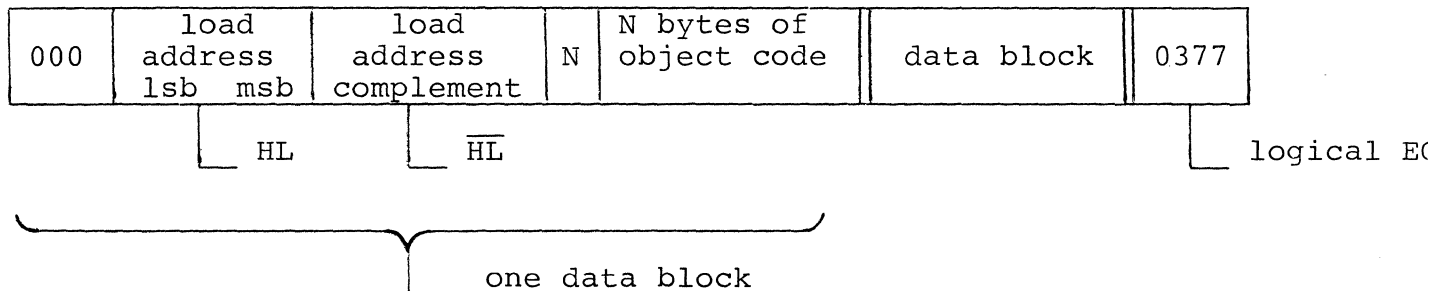 000
load
address
lsb msb
load
address
complement
N
N bytes of
object code
data block
0377
HL
H̅L̅
logical
one data block